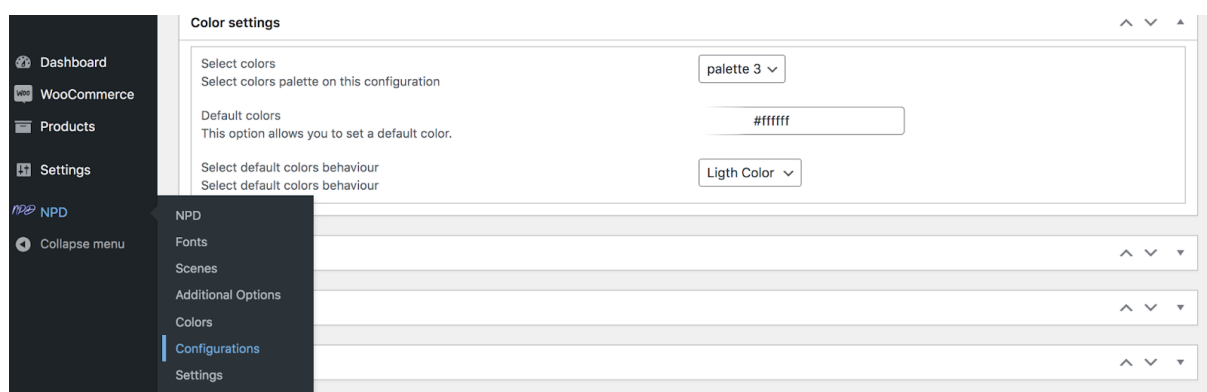 Color settings
Dashboard
WooCommerce
Products
Settings
NPD NPD
Collapse menu
Select colors
Select colors palette on this configuration
palette 3
Default colors
This option allows you to set a default color.
#ffffff
Select default colors behaviour
Select default colors behaviour
Ligth Color
NPD
Fonts
Scenes
Additional Options
Colors
Configurations
Settings